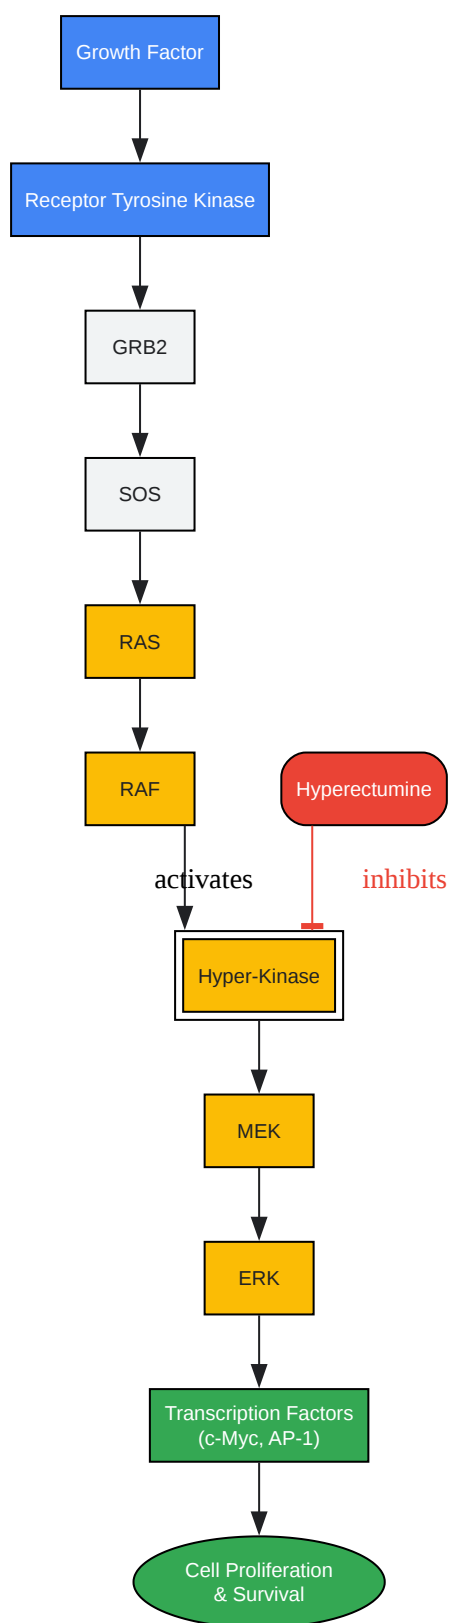 Growth Factor
Receptor Tyrosine Kinase
GRB2
SOS
RAS
RAF
Hyperectumine
activates
inhibits
Hyper-Kinase
MEK
ERK
Transcription Factors
(c-Myc, AP-1)
Cell Proliferation
& Survival